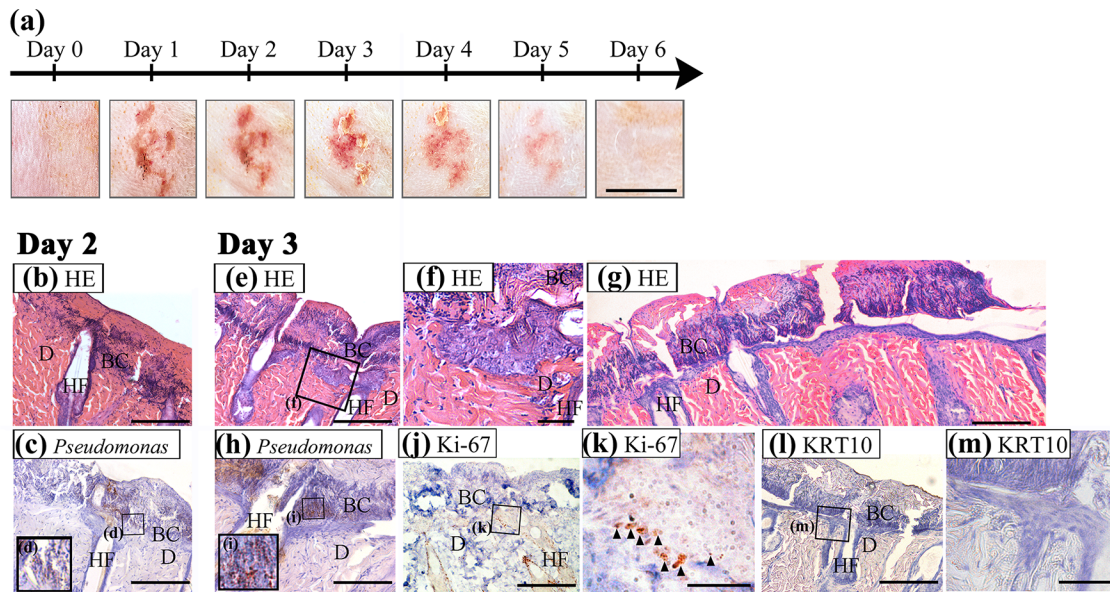 (a)
Day 0 Day 1 Day 2 Day 3 Day 4 Day 5 Day 6
Day 2 Day 3
(b) HE (e) HE (f) HE (g) HE
D BC HF
BC D HF (f)
BC D HF
BC D HF
(c) Pseudomonas (h) Pseudomonas (j) Ki-67 (k) Ki-67 (l) KRT10 (m) KRT10
(d) BC HF D (d)
HF (i) BC D (i)
BC (k) D HF
(m) BC D HF